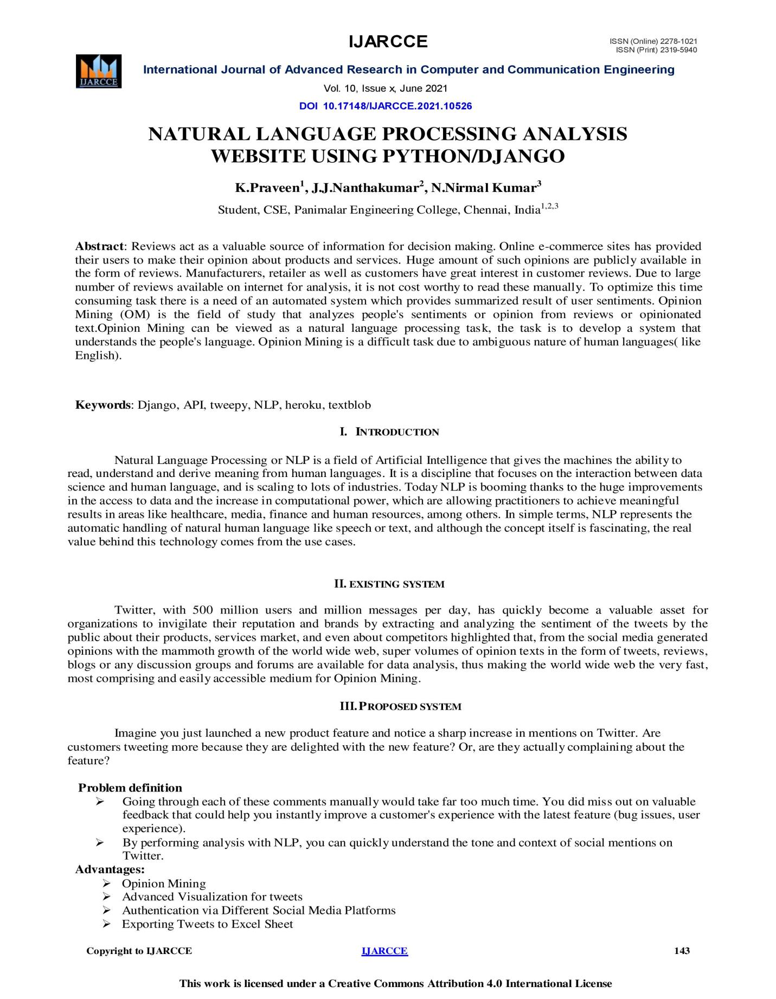 IJARCCE
ISSN (Online) 2278-1021
ISSN (Print) 2319-5940
IJARCCE
International Journal of Advanced Research in Computer and Communication Engineering
Vol. 10, Issue x, June 2021
DOI 10.17148/IJARCCE.2021.10526
NATURAL LANGUAGE PROCESSING ANALYSIS
WEBSITE USING PYTHON/DJANGO
K.Praveen1, J.J.Nanthakumar2, N.Nirmal Kumar3
Student, CSE, Panimalar Engineering College, Chennai, India1,2,3
Abstract: Reviews act as a valuable source of information for decision making. Online e-commerce sites has provided
their users to make their opinion about products and services. Huge amount of such opinions are publicly available in
the form of reviews. Manufacturers, retailer as well as customers have great interest in customer reviews. Due to large
number of reviews available on internet for analysis, it is not cost worthy to read these manually. To optimize this time
consuming task there is a need of an automated system which provides summarized result of user sentiments. Opinion
Mining (OM) is the field of study that analyzes people's sentiments or opinion from reviews or opinionated
text.Opinion Mining can be viewed as a natural language processing task, the task is to develop a system that
understands the people's language. Opinion Mining is a difficult task due to ambiguous nature of human languages( like
English).
Keywords: Django, API, tweepy, NLP, heroku, textblob
I. INTRODUCTION
Natural Language Processing or NLP is a field of Artificial Intelligence that gives the machines the ability to
read, understand and derive meaning from human languages. It is a discipline that focuses on the interaction between data
science and human language, and is scaling to lots of industries. Today NLP is booming thanks to the huge improvements
in the access to data and the increase in computational power, which are allowing practitioners to achieve meaningful
results in areas like healthcare, media, finance and human resources, among others. In simple terms, NLP represents the
automatic handling of natural human language like speech or text, and although the concept itself is fascinating, the real
value behind this technology comes from the use cases.
II. EXISTING SYSTEM
Twitter, with 500 million users and million messages per day, has quickly become a valuable asset for
organizations to invigilate their reputation and brands by extracting and analyzing the sentiment of the tweets by the
public about their products, services market, and even about competitors highlighted that, from the social media generated
opinions with the mammoth growth of the world wide web, super volumes of opinion texts in the form of tweets, reviews,
blogs or any discussion groups and forums are available for data analysis, thus making the world wide web the very fast,
most comprising and easily accessible medium for Opinion Mining.
III. PROPOSED SYSTEM
Imagine you just launched a new product feature and notice a sharp increase in mentions on Twitter. Are
customers tweeting more because they are delighted with the new feature? Or, are they actually complaining about the
feature?
Problem definition
➢ Going through each of these comments manually would take far too much time. You did miss out on valuable
feedback that could help you instantly improve a customer's experience with the latest feature (bug issues, user
experience).
➢ By performing analysis with NLP, you can quickly understand the tone and context of social mentions on
Twitter.
Advantages:
➢ Opinion Mining
➢ Advanced Visualization for tweets
➢ Authentication via Different Social Media Platforms
➢ Exporting Tweets to Excel Sheet
Copyright to IJARCCE
IJARCCE
143
This work is licensed under a Creative Commons Attribution 4.0 International License